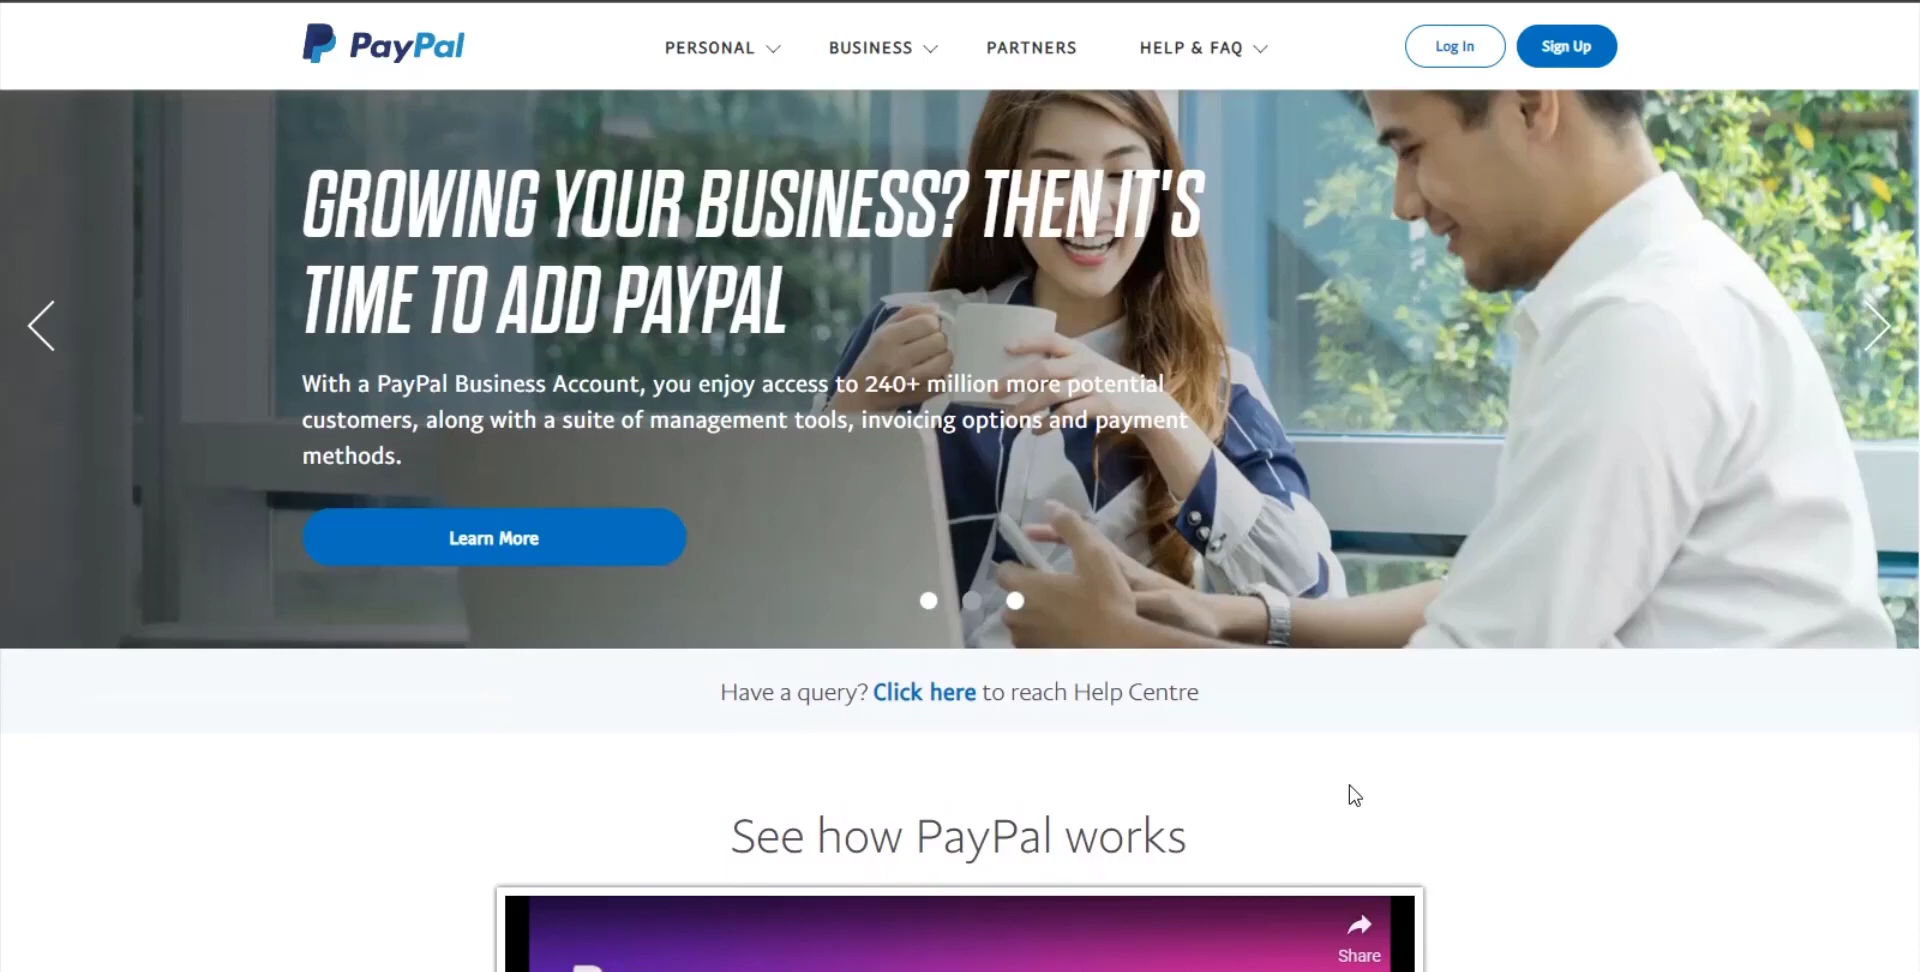 PayPal
PERSONAL
BUSINESS
PARTNERS
HELP & FAQ
Log In
Sign Up
GROWING YOUR BUSINESS? THEN IT'S
TIME TO ADD PAYPAL
With a PayPal Business Account, you enjoy access to 240+ million more potential
customers, along with a suite of management tools, invoicing options and payment
methods.
Learn More
Have a query? Click here to reach Help Centre
See how PayPal works
Share